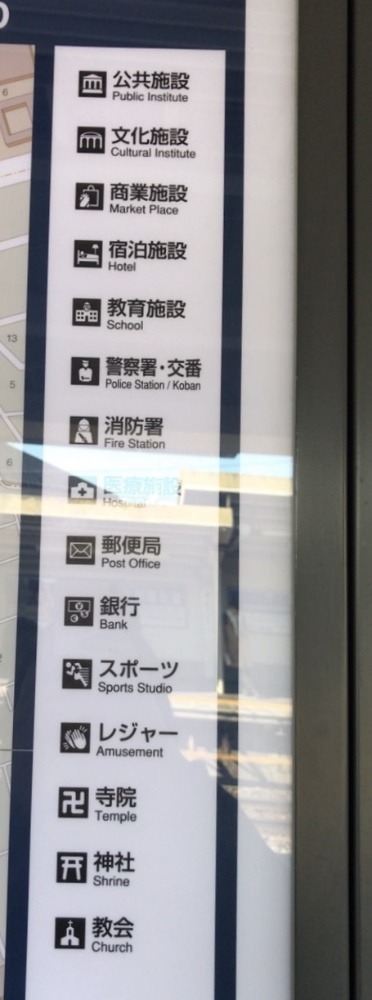 公共施設
Public Institute
文化施設
Cultural Institute
商業施設
Market Place
宿泊施設
Hotel
教育施設
School
警察署・交番
Police Station / Koban
消防署
Fire Station
医療施設
Hospital
郵便局
Post Office
銀行
Bank
スポーツ
Sports Studio
レジャー
Amusement
寺院
Temple
神社
Shrine
教会
Church
6
13
5
6